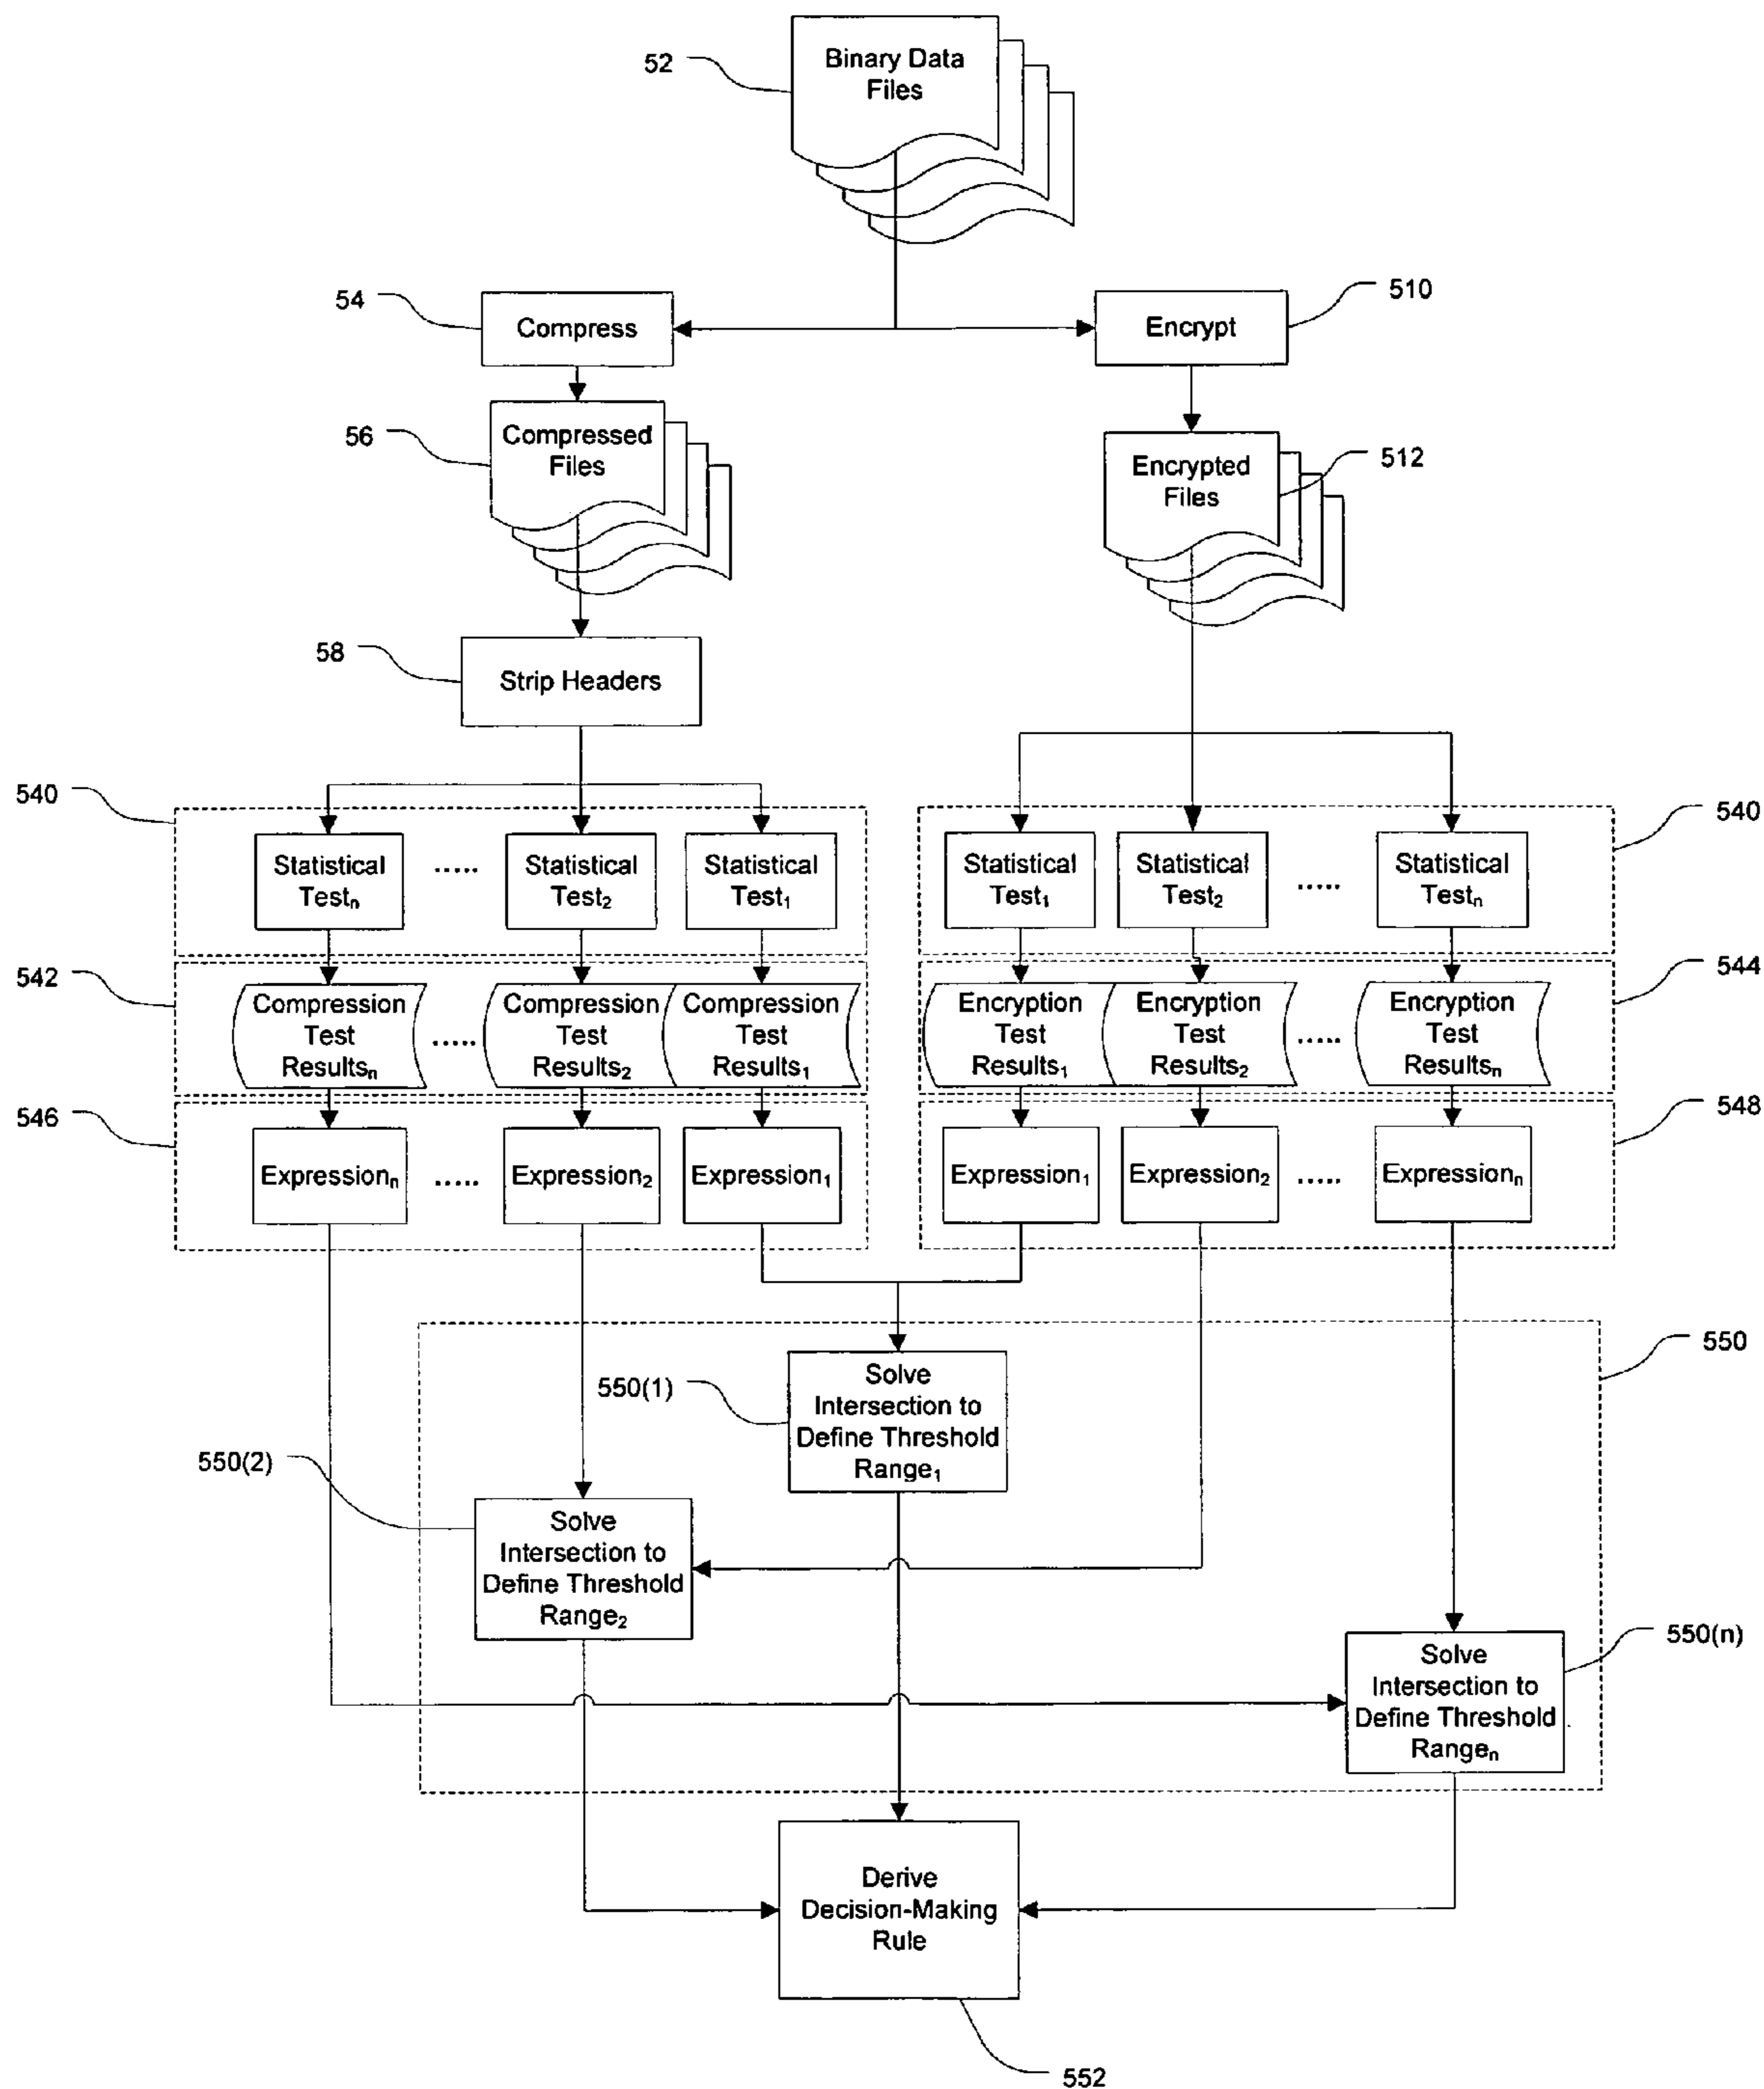 52
Binary Data
Files
54
Compress
Encrypt
510
56
Compressed
Files
Encrypted
Files
512
58
Strip Headers
540
Statistical
Testₙ
.....
Statistical
Test₂
Statistical
Test₁
Statistical
Test₁
Statistical
Test₂
.....
Statistical
Testₙ
540
542
Compression
Test
Resultsₙ
.....
Compression
Test
Results₂
Compression
Test
Results₁
Encryption
Test
Results₁
Encryption
Test
Results₂
.....
Encryption
Test
Resultsₙ
544
546
Expressionₙ
.....
Expression₂
Expression₁
Expression₁
Expression₂
.....
Expressionₙ
548
550
550(1)
Solve
Intersection to
Define Threshold
Range₁
550(2)
Solve
Intersection to
Define Threshold
Range₂
Solve
Intersection to
Define Threshold
Rangeₙ
550(n)
Derive
Decision-Making
Rule
552